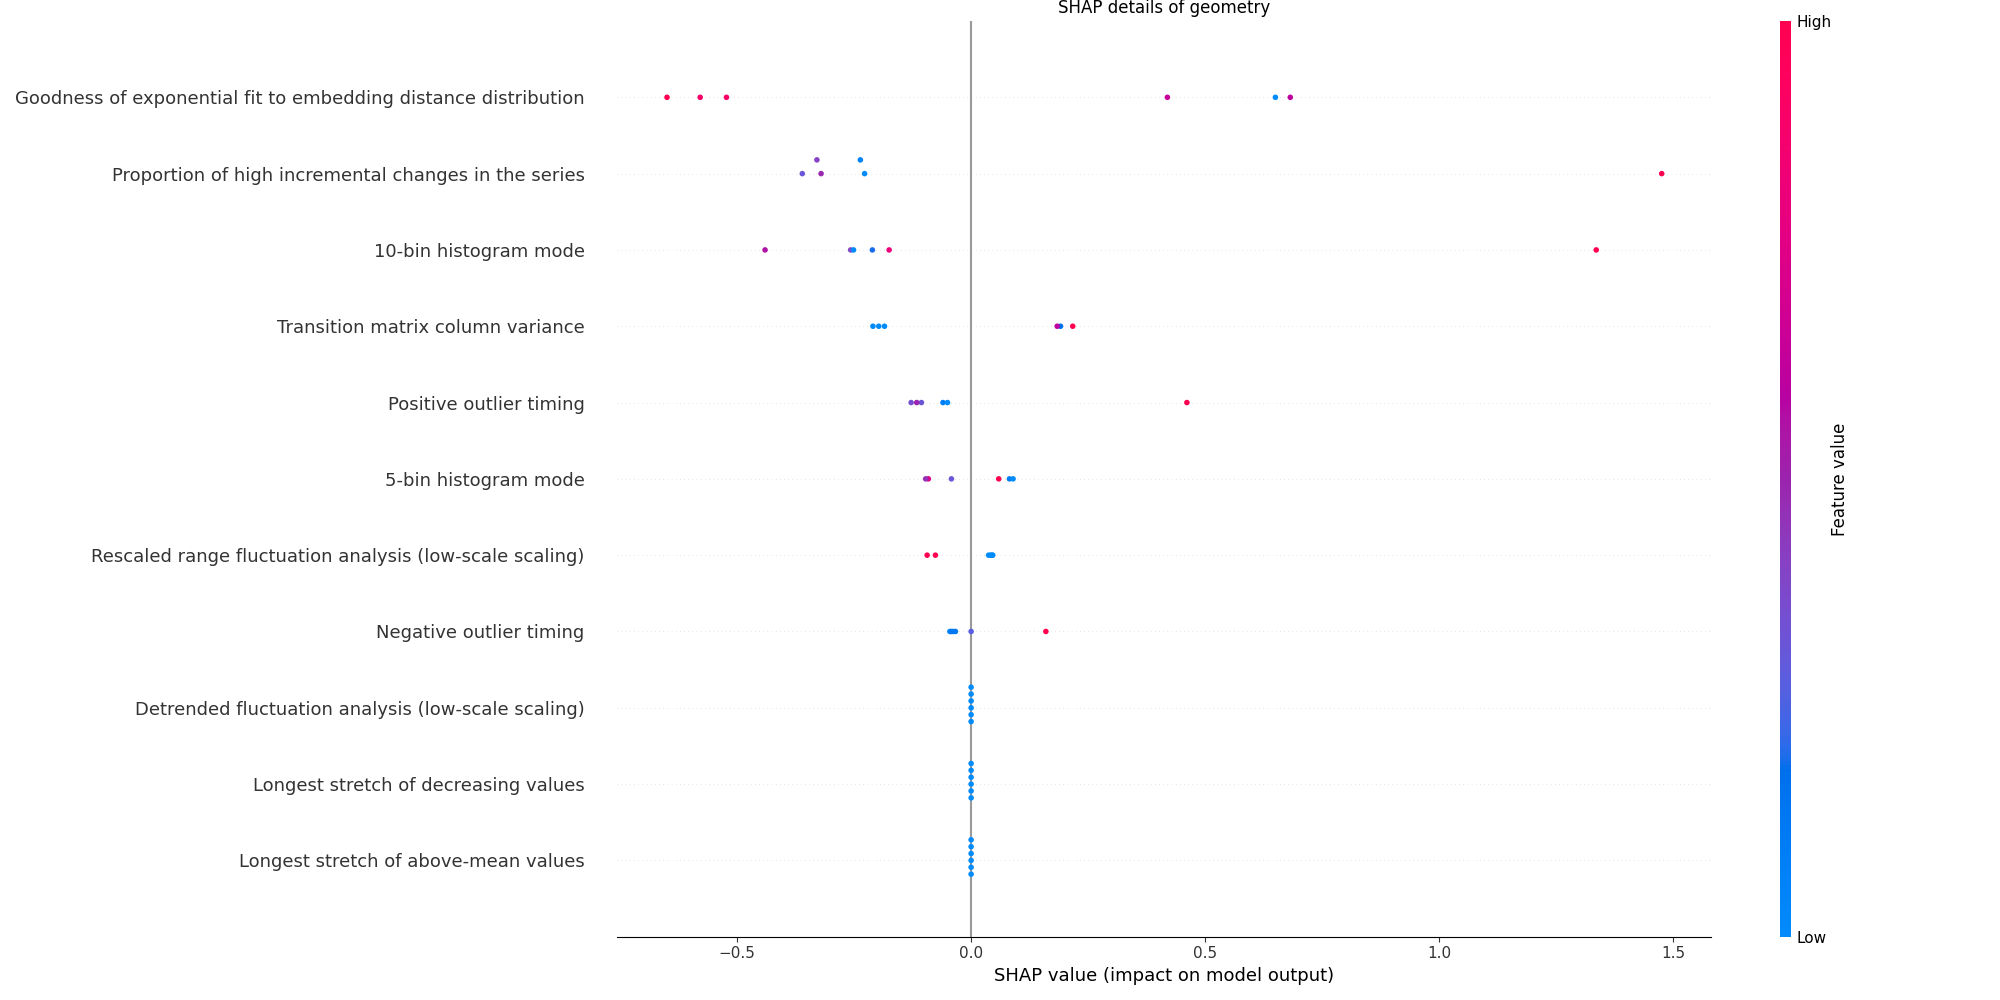 SHAP details of geometry
High
Goodness of exponential fit to embedding distance distribution
Proportion of high incremental changes in the series
10-bin histogram mode
Transition matrix column variance
Positive outlier timing
5-bin histogram mode
Rescaled range fluctuation analysis (low-scale scaling)
Negative outlier timing
Detrended fluctuation analysis (low-scale scaling)
Longest stretch of decreasing values
Longest stretch of above-mean values
Feature value
Low
−0.5 0.0 0.5 1.0 1.5
SHAP value (impact on model output)